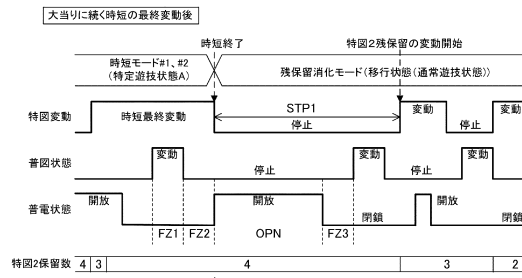 大当りに続く時短の最終変動後
時短終了
特図2残保留の変動開始
時短モード#1、#2
(特定遊技状態A)
残保留消化モード(移行状態(通常遊技状態))
特図変動
時短最終変動
STP1
停止
変動
停止
変動
普図状態
変動
停止
変動
停止
変動
普電状態
開放
開放
閉鎖
開放
閉鎖
FZ1
FZ2
OPN
FZ3
特図2保留数
4
3
4
3
2